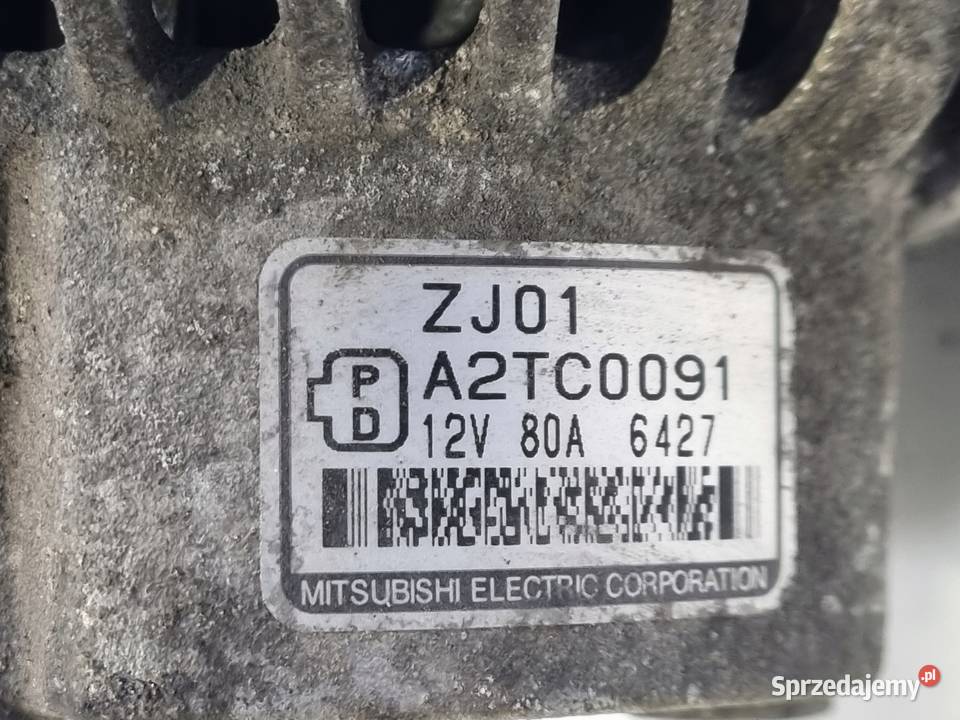 ZJ01
P
D
A2TC0091
12V 80A 6427
MITSUBISHI ELECTRIC CORPORATION
Sprzedajemy.pl